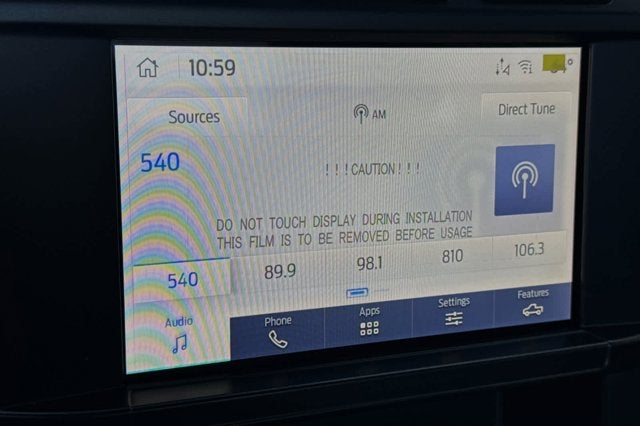 10:59
Sources
AM
Direct Tune
540
!!!CAUTION!!!
DO NOT TOUCH DISPLAY DURING INSTALLATION
THIS FILM IS TO BE REMOVED BEFORE USAGE
540 89.9 98.1 810 106.3
Audio Phone Apps Settings Features